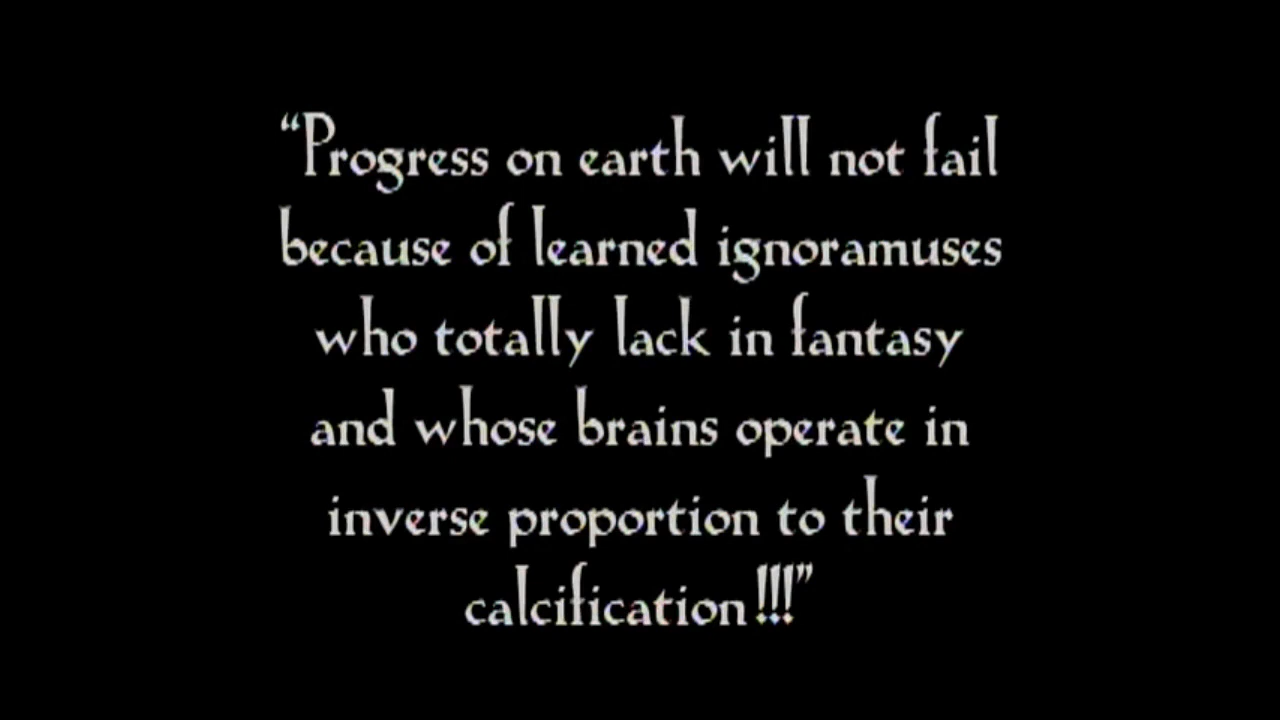 “Progress on earth will not fail
because of learned ignoramuses
who totally lack in fantasy
and whose brains operate in
inverse proportion to their
calcification!!!”